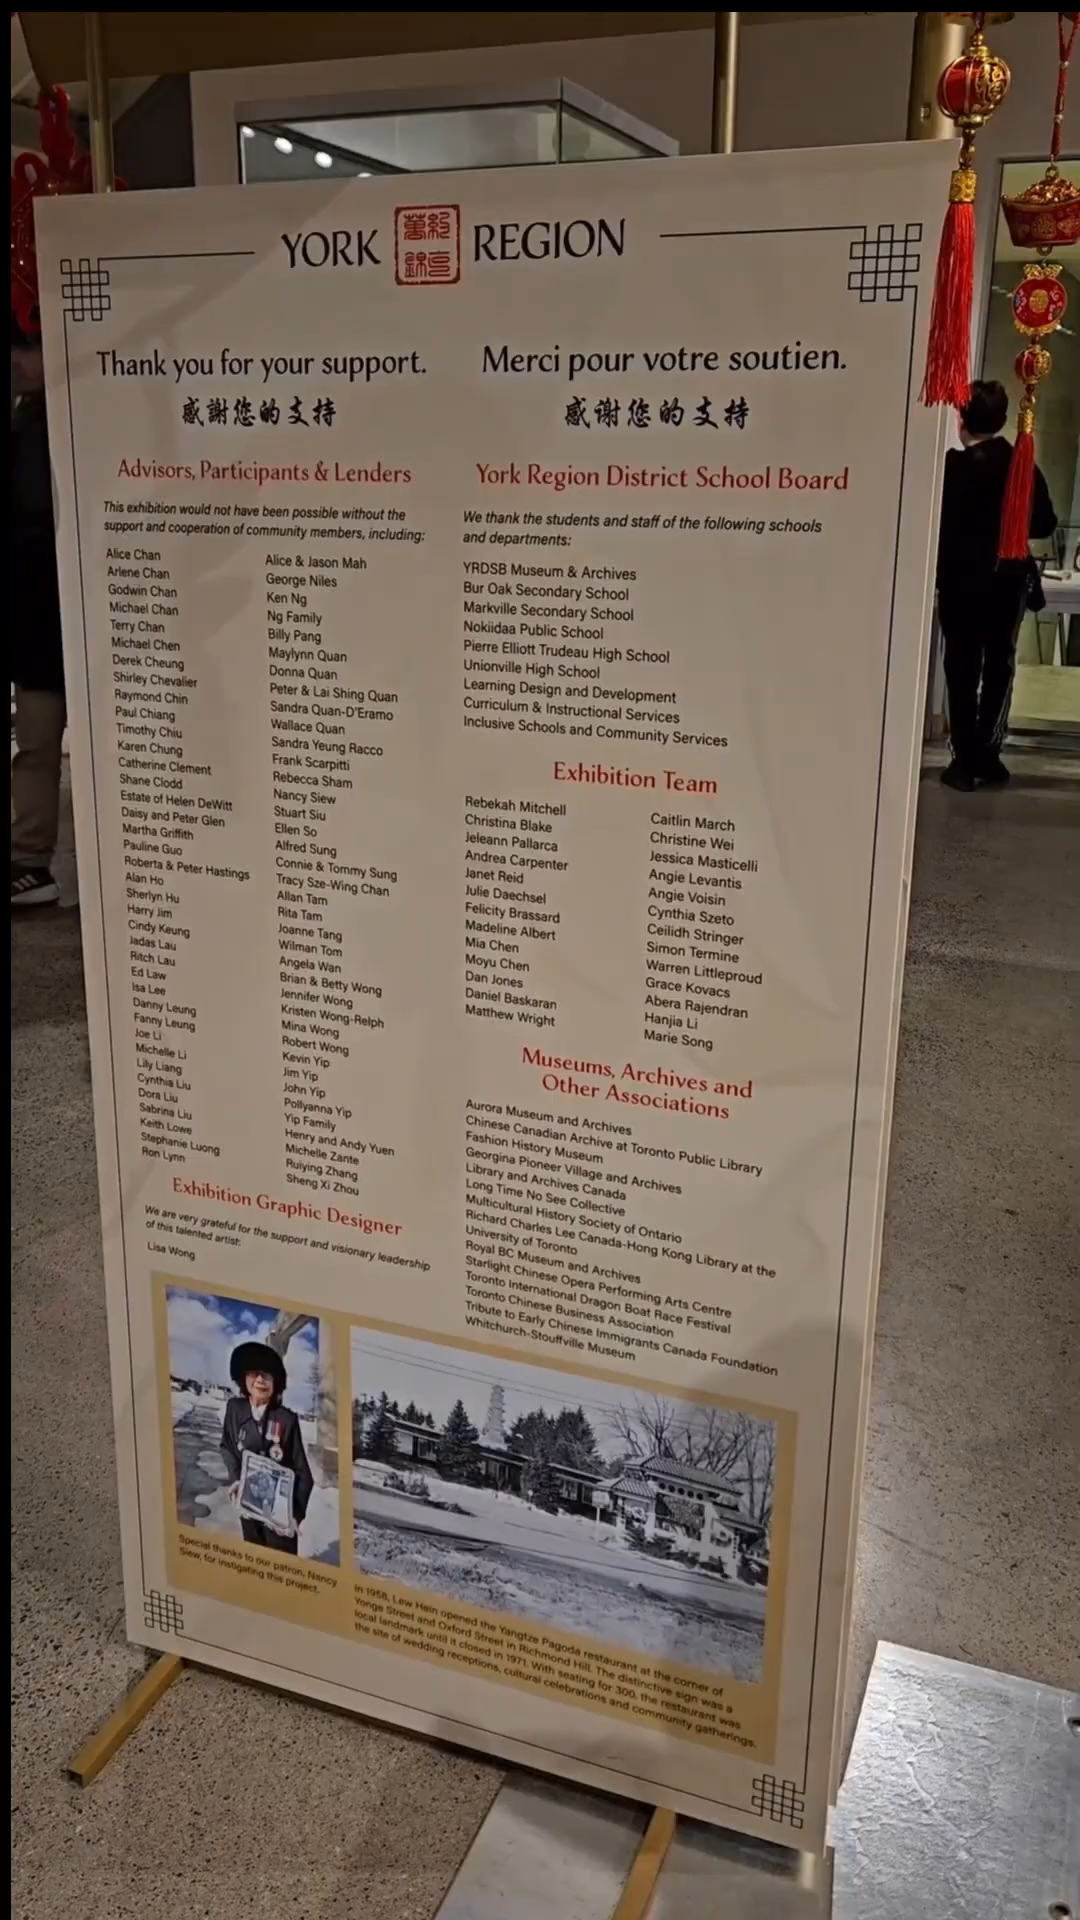 YORK
萬
錦
約
克
REGION
Thank you for your support.
感謝您的支持
Merci pour votre soutien.
感谢您的支持
Advisors, Participants & Lenders
This exhibition would not have been possible without the
support and cooperation of community members, including:
Alice Chan
Arlene Chan
Godwin Chan
Michael Chan
Terry Chan
Michael Chen
Derek Cheung
Shirley Chevalier
Raymond Chin
Paul Chiang
Timothy Chiu
Karen Chung
Catherine Clement
Shane Clodd
Estate of Helen DeWitt
Daisy and Peter Glen
Martha Griffith
Pauline Guo
Roberta & Peter Hastings
Alan Ho
Sherlyn Hu
Harry Jim
Cindy Keung
Jadas Lau
Ritch Lau
Ed Law
Isa Lee
Danny Leung
Fanny Leung
Joe Li
Michelle Li
Lily Liang
Cynthia Liu
Dora Liu
Sabrina Liu
Keith Lowe
Stephanie Luong
Ron Lynn
Alice & Jason Mah
George Niles
Ken Ng
Ng Family
Billy Pang
Maylynn Quan
Donna Quan
Peter & Lai Shing Quan
Sandra Quan-D'Eramo
Wallace Quan
Sandra Yeung Racco
Frank Scarpitti
Rebecca Sham
Nancy Siew
Stuart Siu
Ellen So
Alfred Sung
Connie & Tommy Sung
Tracy Sze-Wing Chan
Allan Tam
Rita Tam
Joanne Tang
Wilman Tom
Angela Wan
Brian & Betty Wong
Jennifer Wong
Kristen Wong-Relph
Mina Wong
Robert Wong
Kevin Yip
Jim Yip
John Yip
Pollyanna Yip
Yip Family
Henry and Andy Yuen
Michelle Zante
Ruiying Zhang
Sheng Xi Zhou
Exhibition Graphic Designer
We are very grateful for the support and visionary leadership
of this talented artist:
Lisa Wong
York Region District School Board
We thank the students and staff of the following schools
and departments:
YRDSB Museum & Archives
Bur Oak Secondary School
Markville Secondary School
Nokiidaa Public School
Pierre Elliott Trudeau High School
Unionville High School
Learning Design and Development
Curriculum & Instructional Services
Inclusive Schools and Community Services
Exhibition Team
Rebekah Mitchell
Christina Blake
Jeleann Pallarca
Andrea Carpenter
Janet Reid
Julie Daechsel
Felicity Brassard
Madeline Albert
Mia Chen
Moyu Chen
Dan Jones
Daniel Baskaran
Matthew Wright
Caitlin March
Christine Wei
Jessica Masticelli
Angie Levantis
Angie Voisin
Cynthia Szeto
Ceilidh Stringer
Simon Termine
Warren Littleproud
Grace Kovacs
Abera Rajendran
Hanjia Li
Marie Song
Museums, Archives and
Other Associations
Aurora Museum and Archives
Chinese Canadian Archive at Toronto Public Library
Fashion History Museum
Georgina Pioneer Village and Archives
Library and Archives Canada
Long Time No See Collective
Multicultural History Society of Ontario
Richard Charles Lee Canada-Hong Kong Library at the
University of Toronto
Royal BC Museum and Archives
Starlight Chinese Opera Performing Arts Centre
Toronto International Dragon Boat Race Festival
Toronto Chinese Business Association
Tribute to Early Chinese Immigrants Canada Foundation
Whitchurch-Stouffville Museum
Special thanks to our patron, Nancy
Siew, for instigating this project.
In 1958, Lew Hein opened the Yangtze Pagoda restaurant at the corner of
Yonge Street and Oxford Street in Richmond Hill. The distinctive sign was a
local landmark until it closed in 1971. With seating for 300, the restaurant was
the site of wedding receptions, cultural celebrations and community gatherings.